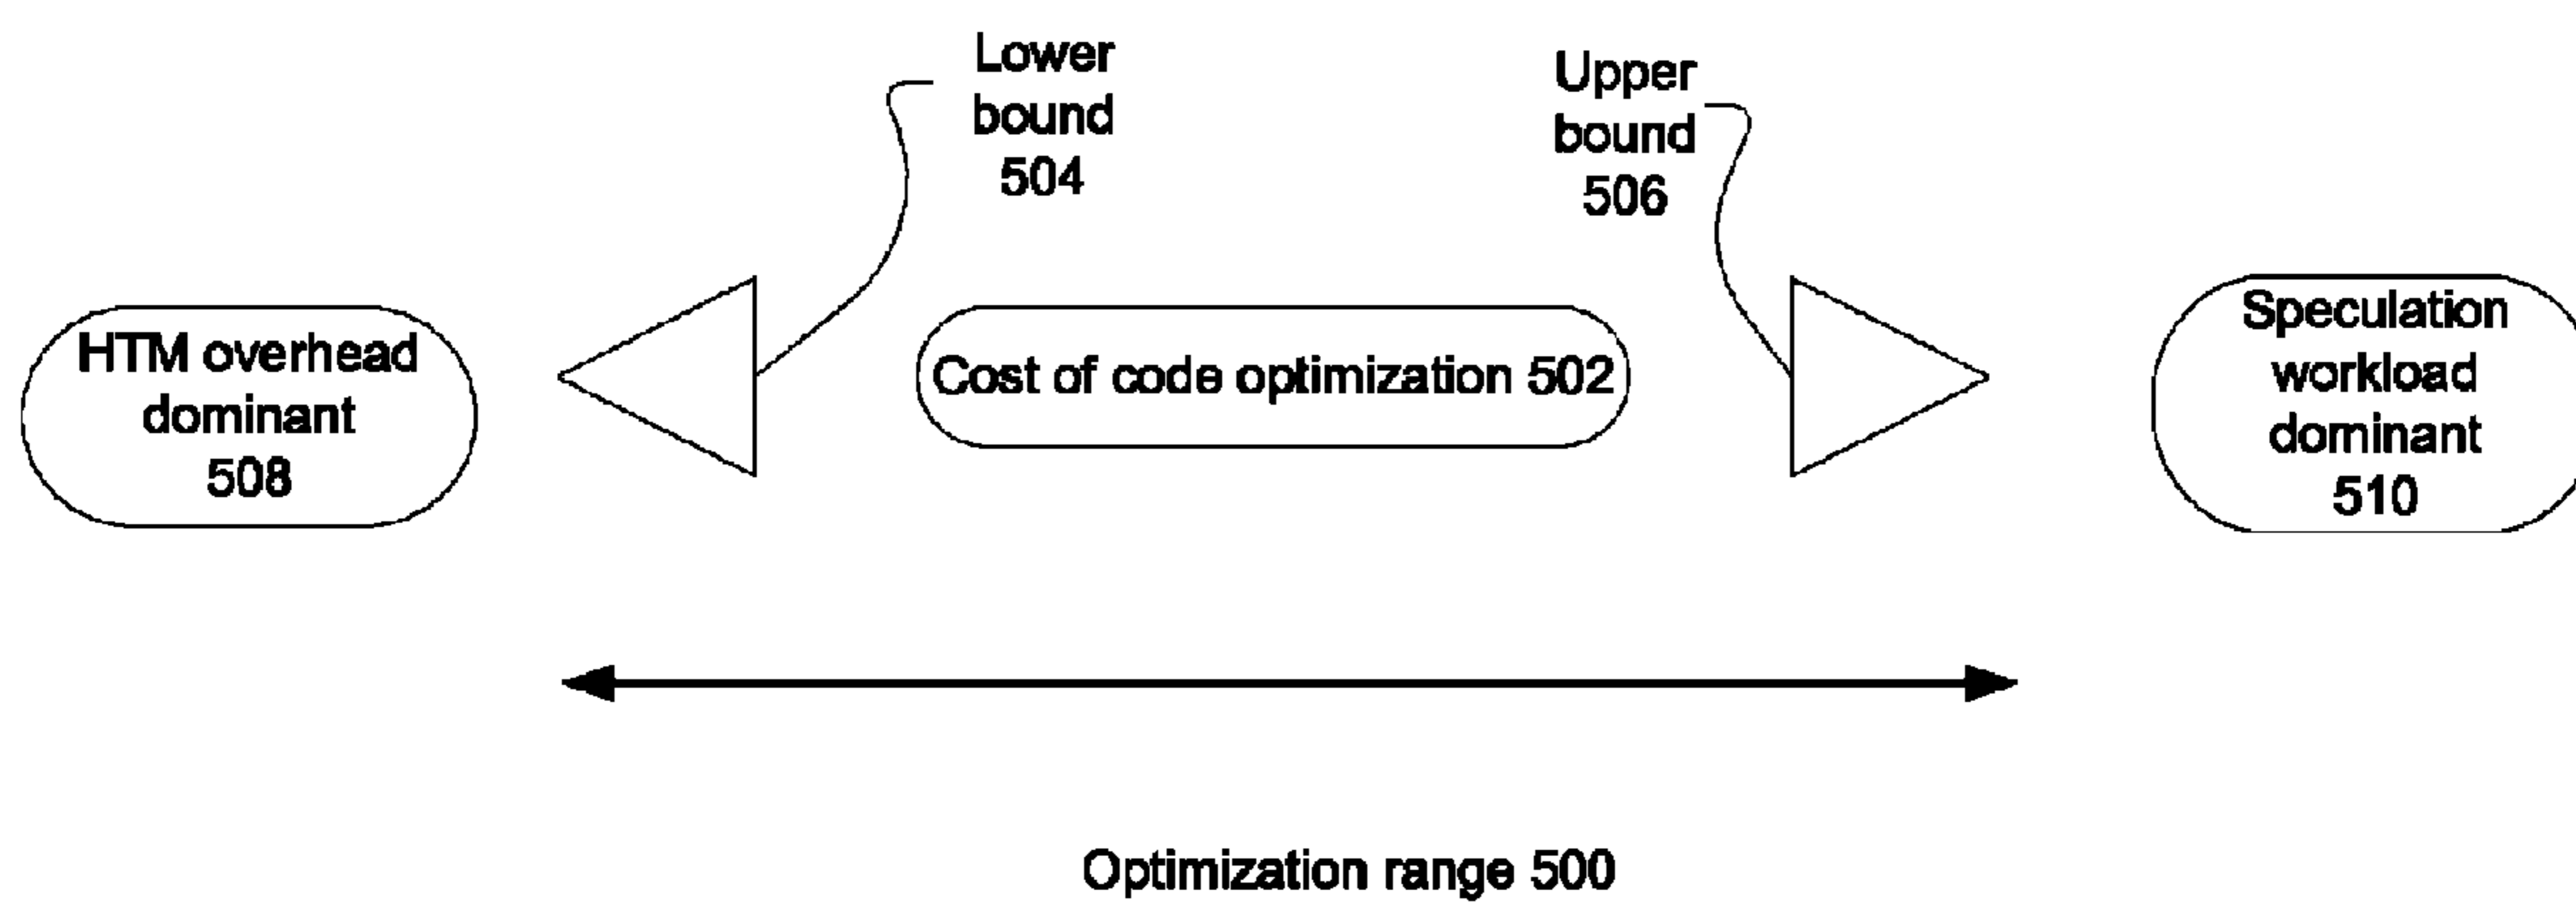 Lower
bound
504
Upper
bound
506
HTM overhead
dominant
508
Cost of code optimization 502
Speculation
workload
dominant
510
Optimization range 500